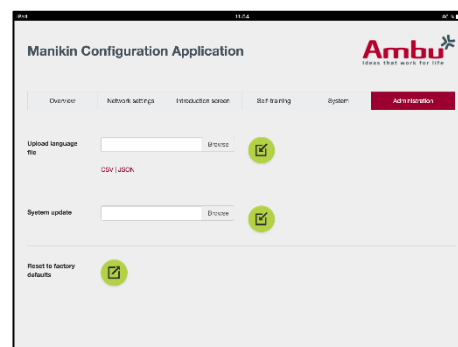 iPad 11:54
Manikin Configuration Application
Ambu
Ideas that work for life
Overview Network settings Introduction screen Self-training System Administration
Upload language
file
Browse
CSV | JSON
System update
Browse
Reset to factory
defaults